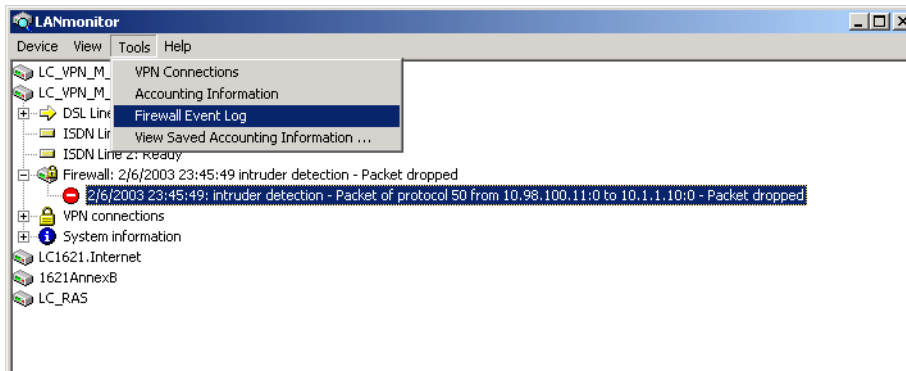 LANmonitor
Device View Tools Help
VPN Connections
Accounting Information
Firewall Event Log
View Saved Accounting Information ...
LC_VPN_M_
LC_VPN_M_
DSL Line
ISDN Lin
ISDN Line 2: Ready
Firewall: 2/6/2003 23:45:49 intruder detection - Packet dropped
2/6/2003 23:45:49: intruder detection - Packet of protocol 50 from 10.98.100.11:0 to 10.1.1.10:0 - Packet dropped
VPN connections
System information
LC1621.Internet
1621AnnexB
LC_RAS